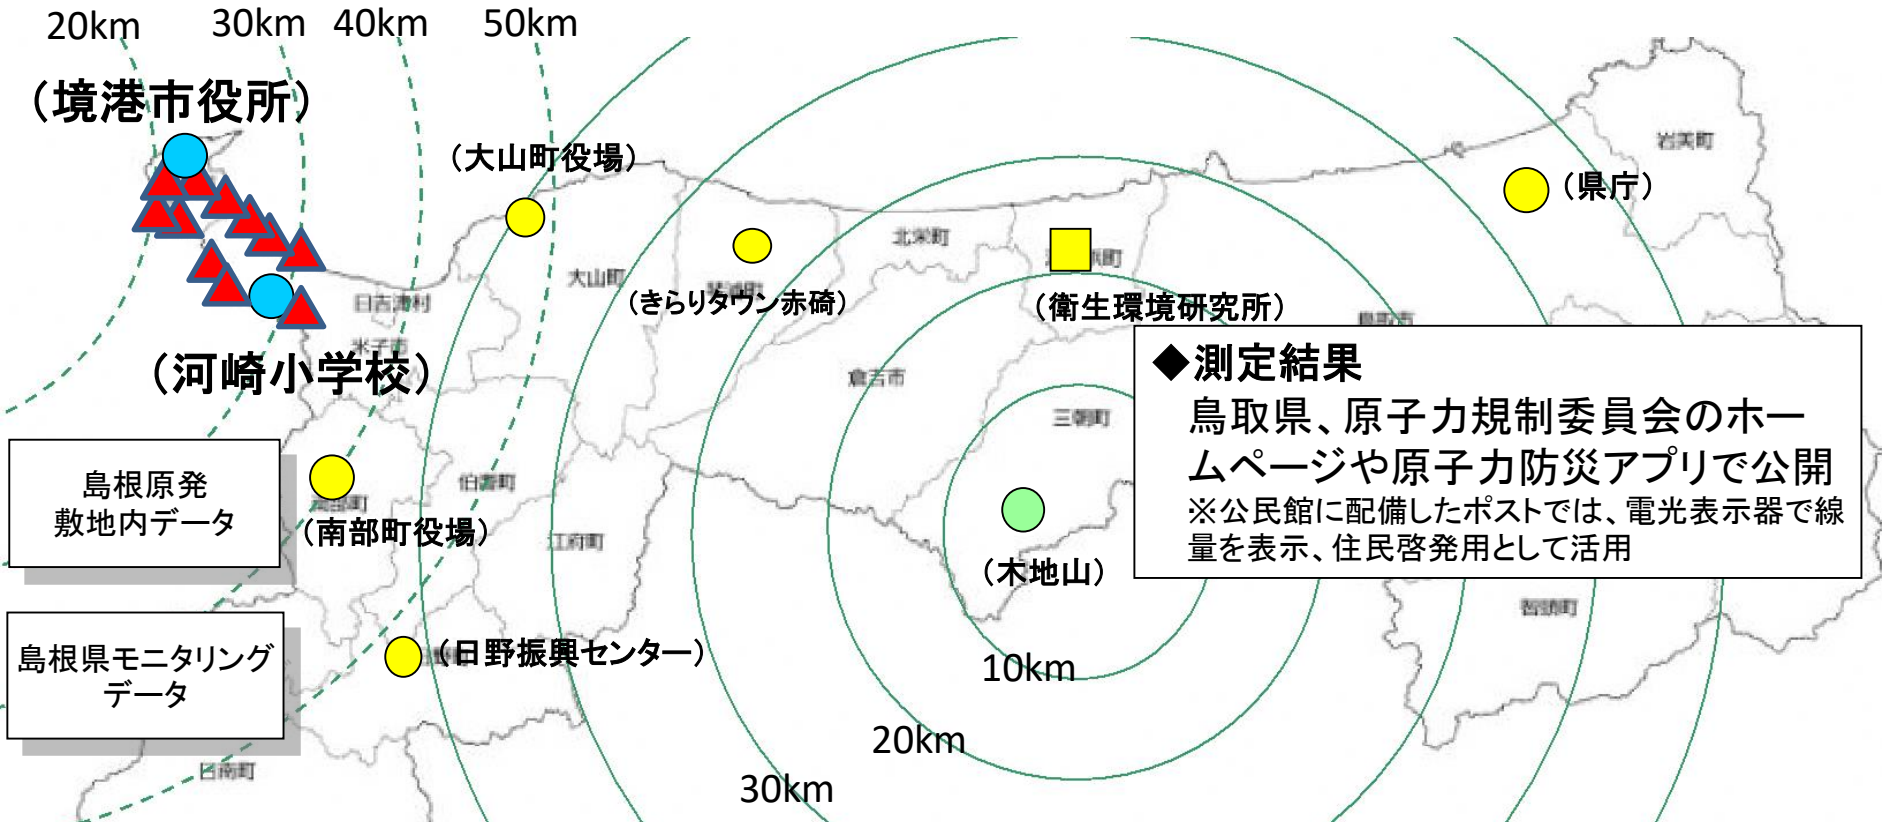 20km
30km
40km
50km
（境港市役所）
（大山町役場）
岩美町
（県庁）
北栄町
大山町
（きらりタウン赤碕）
（衛生環境研究所）
日吉津村
米子市
鳥取市
（河崎小学校）
倉吉市
三朝町
◆測定結果
鳥取県、原子力規制委員会のホー
ムページや原子力防災アプリで公開
※公民館に配備したポストでは、電光表示器で線
量を表示、住民啓発用として活用
島根原発
敷地内データ
伯耆町
南部町
（南部町役場）
江府町
（木地山）
智頭町
島根県モニタリング
データ
（日野振興センター）
日南町
10km
20km
30km